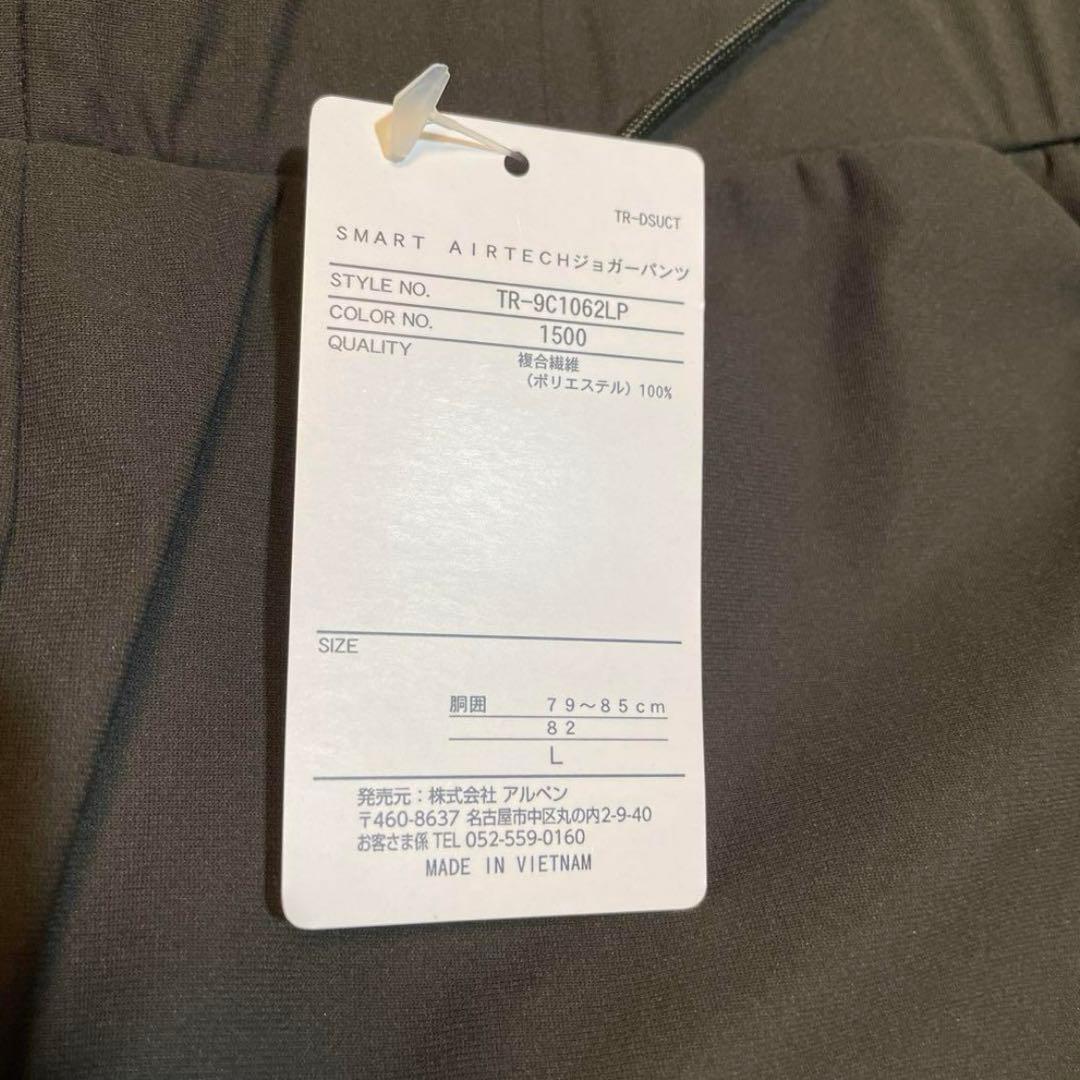 TR-DSUCT
SMART AIRTECHジョガーパンツ
STYLE NO. TR-9C1062LP
COLOR NO. 1500
QUALITY 複合繊維
(ポリエステル) 100%
SIZE
胴囲 79〜85cm
82
L
発売元：株式会社 アルペン
〒460-8637 名古屋市中区丸の内2-9-40
お客さま係 TEL 052-559-0160
MADE IN VIETNAM